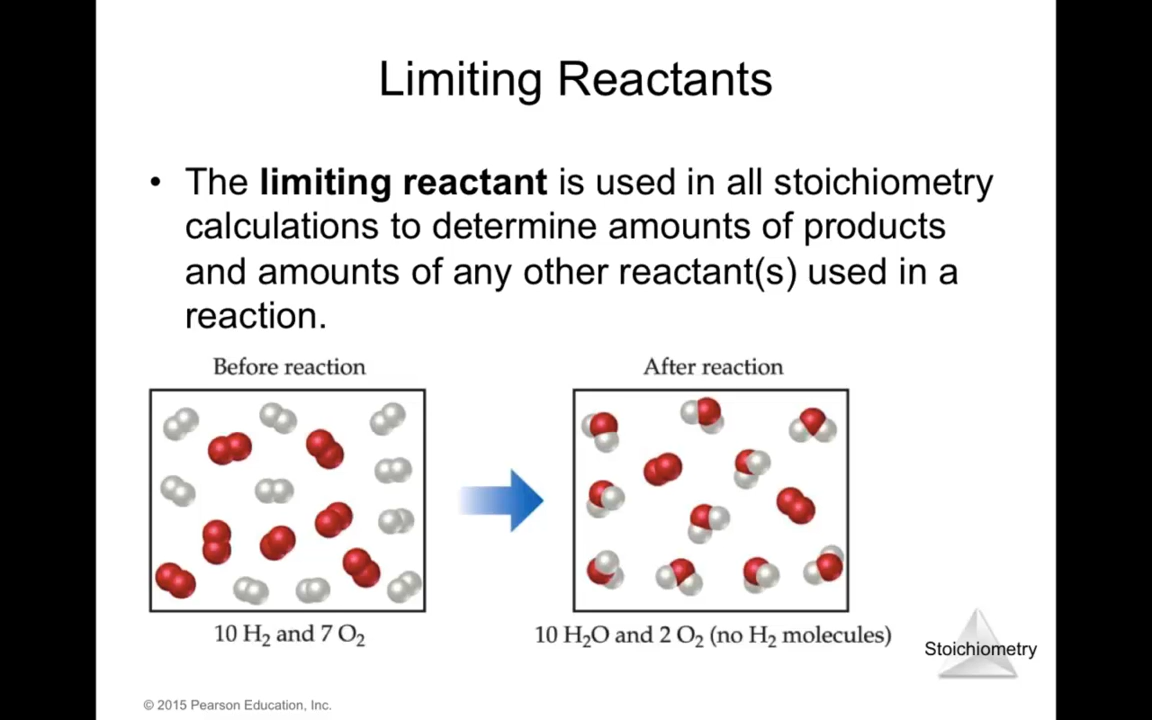 Limiting Reactants
• The limiting reactant is used in all stoichiometry
calculations to determine amounts of products
and amounts of any other reactant(s) used in a
reaction.
Before reaction
After reaction
10 H₂ and 7 O₂
10 H₂O and 2 O₂ (no H₂ molecules)
Stoichiometry
© 2015 Pearson Education, Inc.